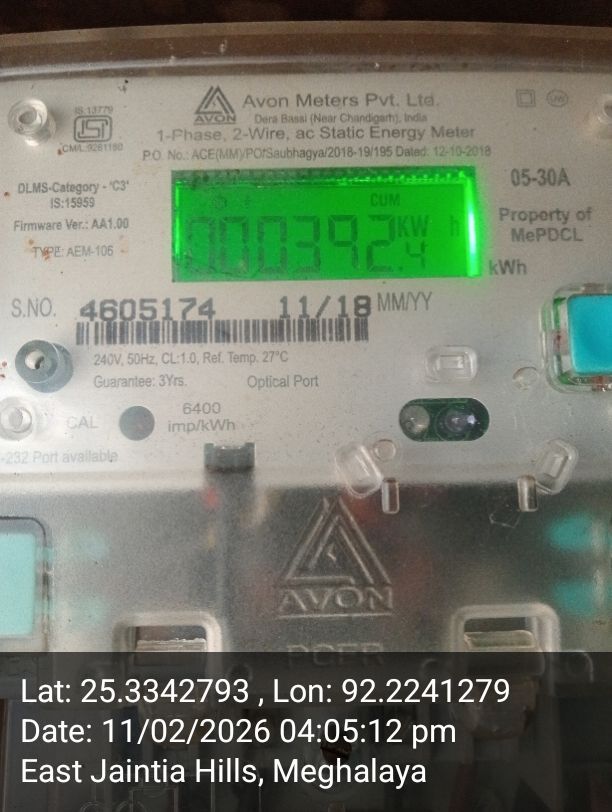 IS:13779
ISI
CM/L:9261180
AVON
Avon Meters Pvt. Ltd.
Dera Bassi (Near Chandigarh), India
1-Phase, 2-Wire, ac Static Energy Meter
P.O. No.: ACE(MM)/PO/Saubhagya/2018-19/195 Dated: 12-10-2018
DLMS-Category - 'C3'
IS:15959
Firmware Ver.: AA1.00
TYPE: AEM-106
CUM
000392.4 KW h
05-30A
Property of
MePDCL
kWh
S.NO. 4605174 11/18 MM/YY
240V, 50Hz, CL:1.0, Ref. Temp. 27°C
Guarantee: 3Yrs. Optical Port
CAL
6400
imp/kWh
-232 Port available
AVON
Lat: 25.3342793 , Lon: 92.2241279
Date: 11/02/2026 04:05:12 pm
East Jaintia Hills, Meghalaya